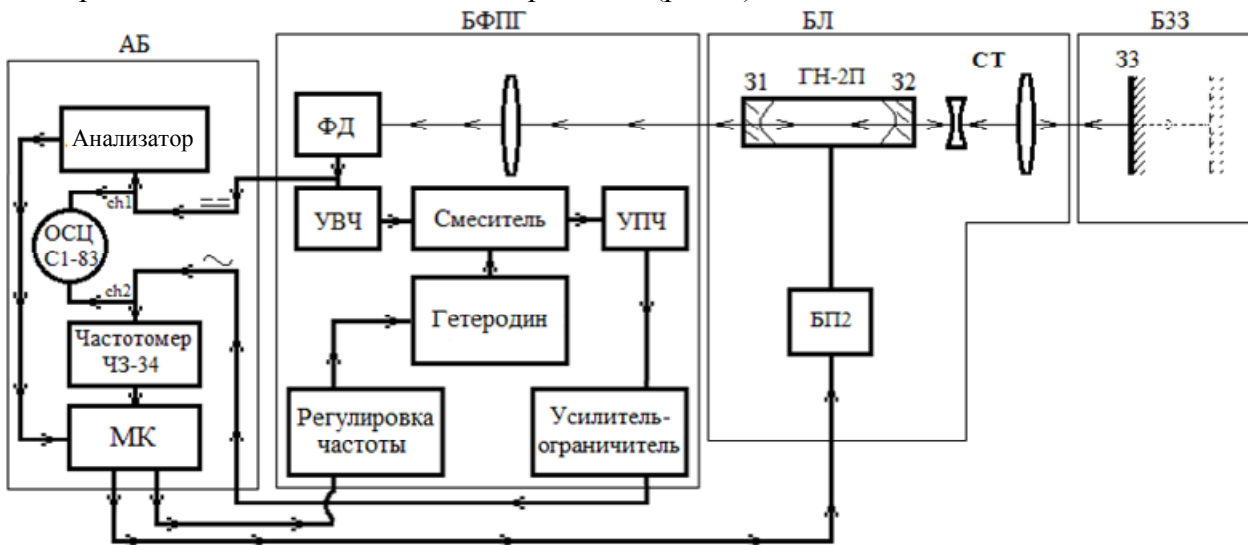 БФПГ
БЛ
БЗЗ
АБ
Анализатор
ch1
ОСЦ
С1-83
ch2
Частотомер
ЧЗ-34
МК
ФД
УВЧ
Смеситель
УПЧ
Гетеродин
Регулировка
частоты
Усилитель-
ограничитель
З1
ГН-2П
З2
СТ
БП2
З3